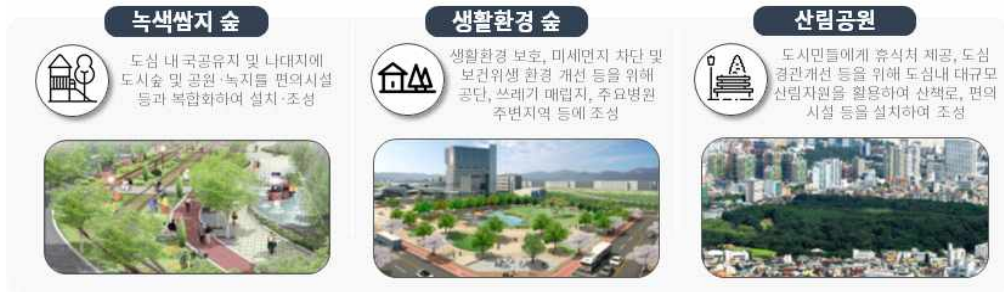 녹색쌈지 숲
도심 내 국공유지 및 나대지에
도시숲 및 공원·녹지를 편의시설
등과 복합화하여 설치·조성
생활환경 숲
생활환경 보호, 미세먼지 차단 및
보건위생 환경 개선 등을 위해
공단, 쓰레기 매립지, 주요병원
주변지역 등에 조성
산림공원
도시민들에게 휴식처 제공, 도심
경관개선 등을 위해 도심내 대규모
산림자원을 활용하여 산책로, 편의
시설 등을 설치하여 조성